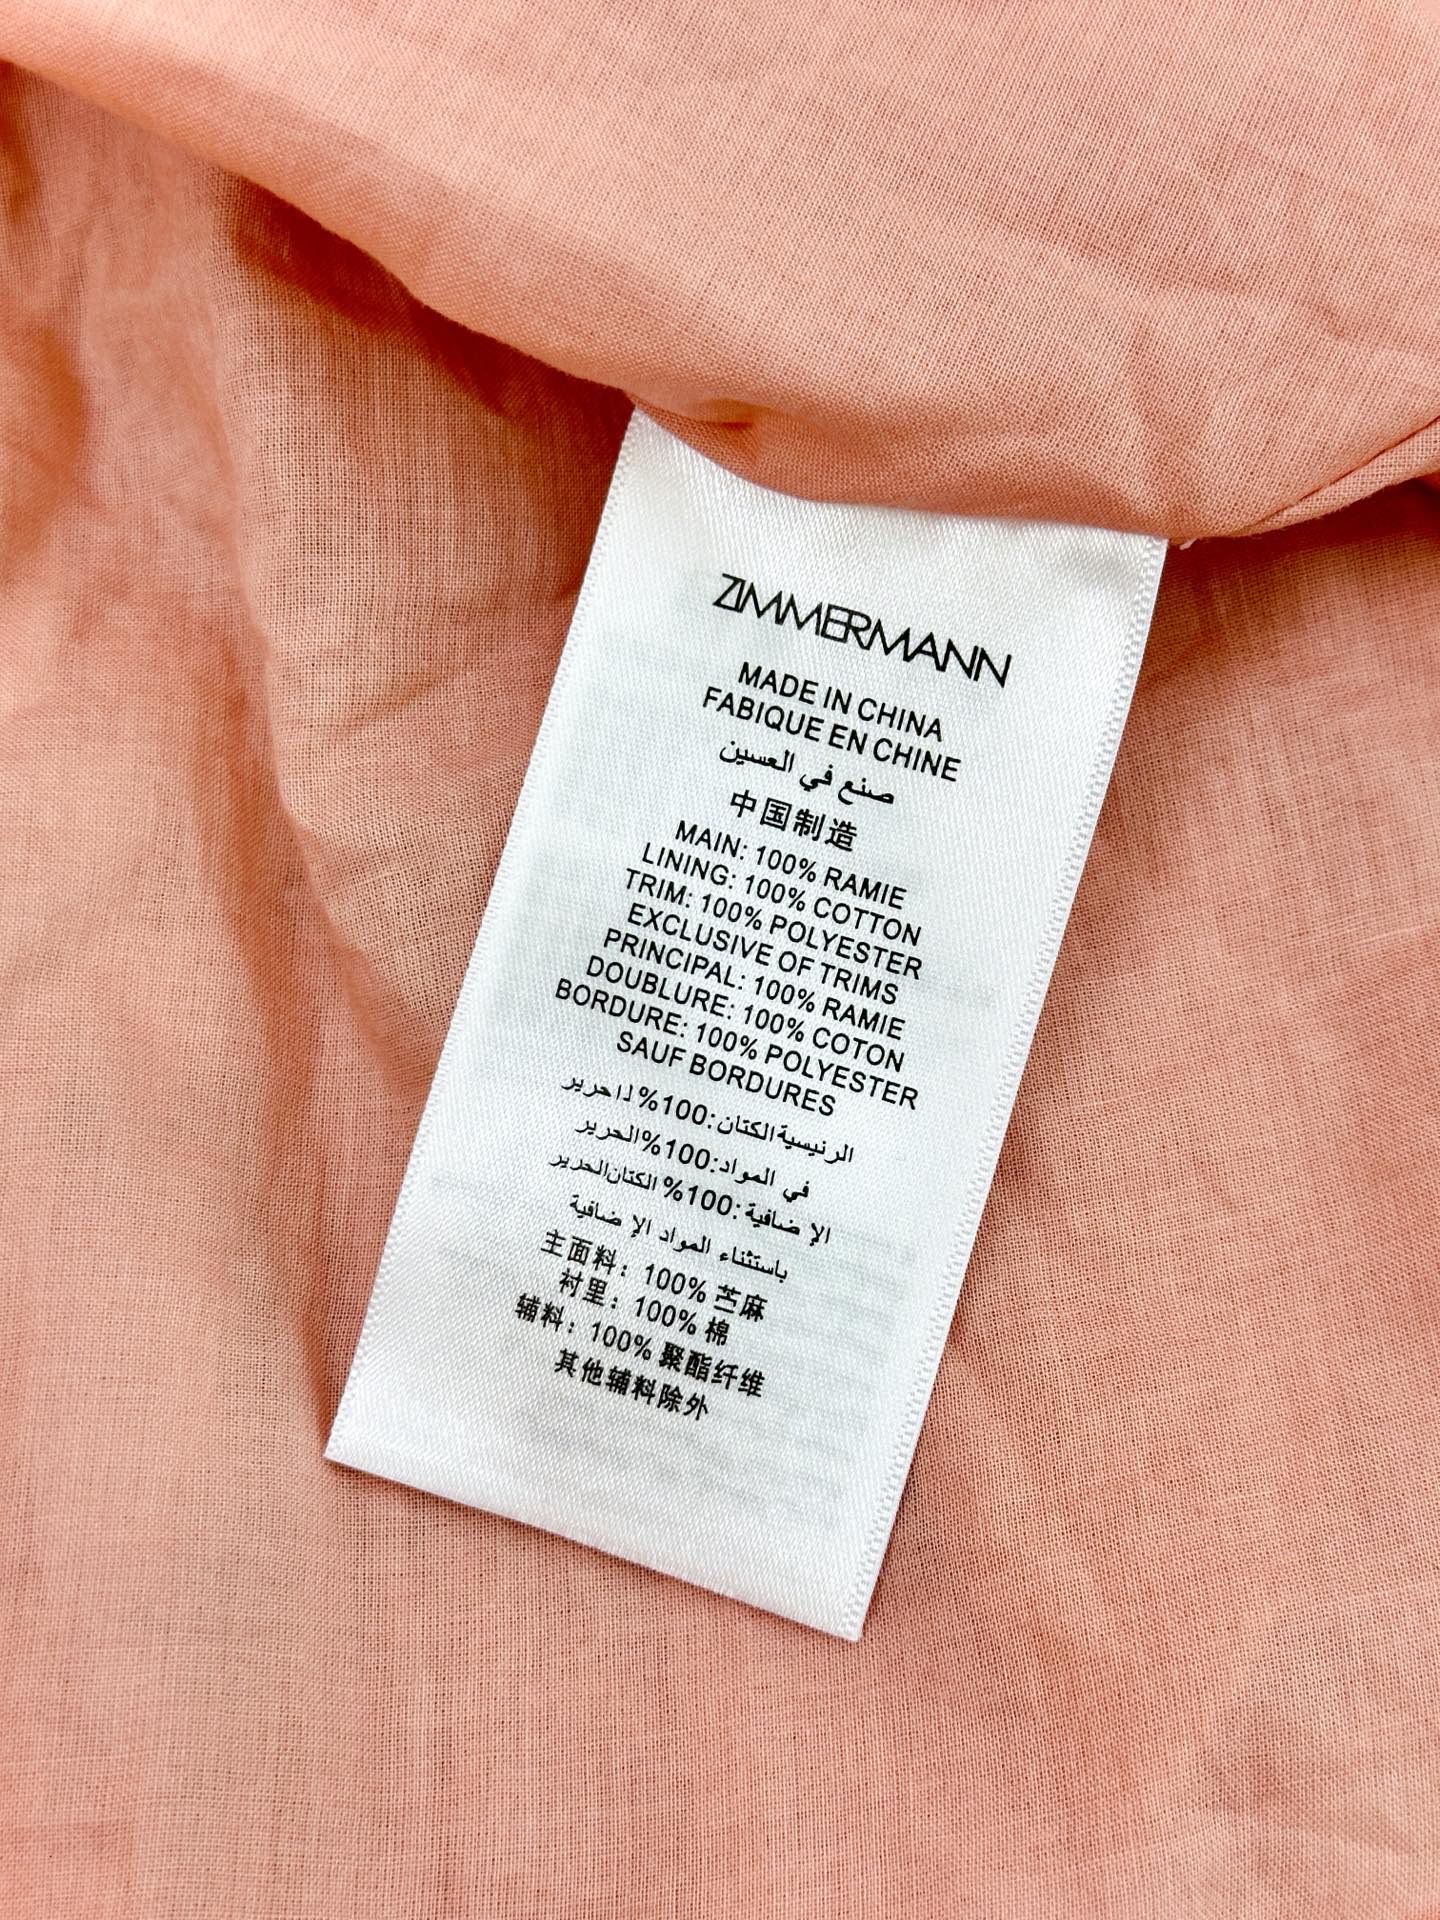 ZIMMERMANN
MADE IN CHINA
FABIQUE EN CHINE
صنع في العسين
中国制造
MAIN: 100% RAMIE
LINING: 100% COTTON
TRIM: 100% POLYESTER
EXCLUSIVE OF TRIMS
PRINCIPAL: 100% RAMIE
DOUBLURE: 100% COTON
BORDURE: 100% POLYESTER
SAUF BORDURES
الرئيسية الكتان:100% لاحرير
في المواد:100%الحرير
الإ ضافية:100% الكتان الحرير
باستثناء المواد الإ ضافية
主面料：100% 苎麻
衬里：100% 棉
辅料：100% 聚酯纤维
其他辅料除外